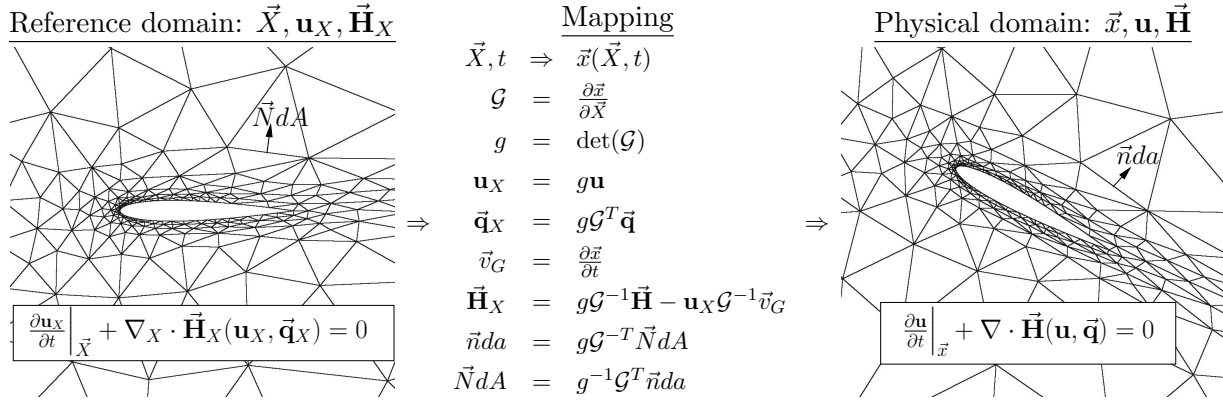 Reference domain: $\vec{X}, \mathbf{u}_X, \vec{\mathbf{H}}_X$
$\vec{N}dA$
$\left.\frac{\partial \mathbf{u}_X}{\partial t}\right|_{\vec{X}} + \nabla_X \cdot \vec{\mathbf{H}}_X(\mathbf{u}_X, \vec{\mathbf{q}}_X) = 0$
⇒
Mapping
$\vec{X}, t \Rightarrow \vec{x}(\vec{X}, t)$
$\mathcal{G} = \frac{\partial \vec{x}}{\partial \vec{X}}$
$g = \det(\mathcal{G})$
$\mathbf{u}_X = g\mathbf{u}$
$\vec{\mathbf{q}}_X = g\mathcal{G}^T\vec{\mathbf{q}}$
$\vec{v}_G = \frac{\partial \vec{x}}{\partial t}$
$\vec{\mathbf{H}}_X = g\mathcal{G}^{-1}\vec{\mathbf{H}} - \mathbf{u}_X\mathcal{G}^{-1}\vec{v}_G$
$\vec{n}da = g\mathcal{G}^{-T}\vec{N}dA$
$\vec{N}dA = g^{-1}\mathcal{G}^T\vec{n}da$
⇒
Physical domain: $\vec{x}, \mathbf{u}, \vec{\mathbf{H}}$
$\vec{n}da$
$\left.\frac{\partial \mathbf{u}}{\partial t}\right|_{\vec{x}} + \nabla \cdot \vec{\mathbf{H}}(\mathbf{u}, \vec{\mathbf{q}}) = 0$